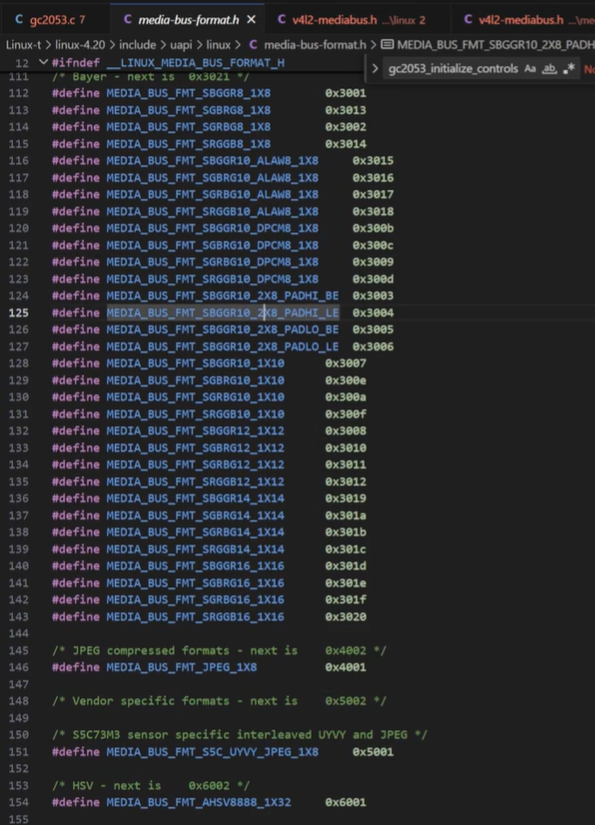 gc2053.c 7
media-bus-format.h
v4l2-mediabus.h ...\linux 2
v4l2-mediabus.h ...\me
Linux-t > linux-4.20 > include > uapi > linux > C media-bus-format.h > MEDIA_BUS_FMT_SBGGR10_2X8_PADH
gc2053_initialize_controls Aa ab .* No
12 #ifndef __LINUX_MEDIA_BUS_FORMAT_H
111 /* Bayer - next is 0x3021 */
112 #define MEDIA_BUS_FMT_SBGGR8_1X8 0x3001
113 #define MEDIA_BUS_FMT_SGBRG8_1X8 0x3013
114 #define MEDIA_BUS_FMT_SGRBG8_1X8 0x3002
115 #define MEDIA_BUS_FMT_SRGGB8_1X8 0x3014
116 #define MEDIA_BUS_FMT_SBGGR10_ALAW8_1X8 0x3015
117 #define MEDIA_BUS_FMT_SGBRG10_ALAW8_1X8 0x3016
118 #define MEDIA_BUS_FMT_SGRBG10_ALAW8_1X8 0x3017
119 #define MEDIA_BUS_FMT_SRGGB10_ALAW8_1X8 0x3018
120 #define MEDIA_BUS_FMT_SBGGR10_DPCM8_1X8 0x300b
121 #define MEDIA_BUS_FMT_SGBRG10_DPCM8_1X8 0x300c
122 #define MEDIA_BUS_FMT_SGRBG10_DPCM8_1X8 0x3009
123 #define MEDIA_BUS_FMT_SRGGB10_DPCM8_1X8 0x300d
124 #define MEDIA_BUS_FMT_SBGGR10_2X8_PADHI_BE 0x3003
125 #define MEDIA_BUS_FMT_SBGGR10_2X8_PADHI_LE 0x3004
126 #define MEDIA_BUS_FMT_SBGGR10_2X8_PADLO_BE 0x3005
127 #define MEDIA_BUS_FMT_SBGGR10_2X8_PADLO_LE 0x3006
128 #define MEDIA_BUS_FMT_SBGGR10_1X10 0x3007
129 #define MEDIA_BUS_FMT_SGBRG10_1X10 0x300e
130 #define MEDIA_BUS_FMT_SGRBG10_1X10 0x300a
131 #define MEDIA_BUS_FMT_SRGGB10_1X10 0x300f
132 #define MEDIA_BUS_FMT_SBGGR12_1X12 0x3008
133 #define MEDIA_BUS_FMT_SGBRG12_1X12 0x3010
134 #define MEDIA_BUS_FMT_SGRBG12_1X12 0x3011
135 #define MEDIA_BUS_FMT_SRGGB12_1X12 0x3012
136 #define MEDIA_BUS_FMT_SBGGR14_1X14 0x3019
137 #define MEDIA_BUS_FMT_SGBRG14_1X14 0x301a
138 #define MEDIA_BUS_FMT_SGRBG14_1X14 0x301b
139 #define MEDIA_BUS_FMT_SRGGB14_1X14 0x301c
140 #define MEDIA_BUS_FMT_SBGGR16_1X16 0x301d
141 #define MEDIA_BUS_FMT_SGBRG16_1X16 0x301e
142 #define MEDIA_BUS_FMT_SGRBG16_1X16 0x301f
143 #define MEDIA_BUS_FMT_SRGGB16_1X16 0x3020
144
145 /* JPEG compressed formats - next is 0x4002 */
146 #define MEDIA_BUS_FMT_JPEG_1X8 0x4001
147
148 /* Vendor specific formats - next is 0x5002 */
149
150 /* S5C73M3 sensor specific interleaved UYVY and JPEG */
151 #define MEDIA_BUS_FMT_S5C_UYVY_JPEG_1X8 0x5001
152
153 /* HSV - next is 0x6002 */
154 #define MEDIA_BUS_FMT_AHSV8888_1X32 0x6001
155